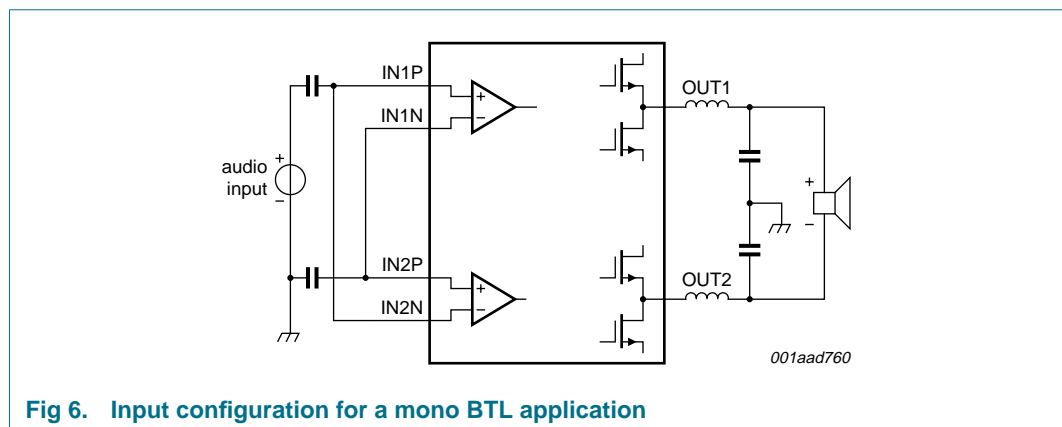 IN1P
+
−
IN1N
audio
input
+
−
IN2P
+
−
IN2N
OUT1
+
−
OUT2
001aad760
Fig 6. Input configuration for a mono BTL application